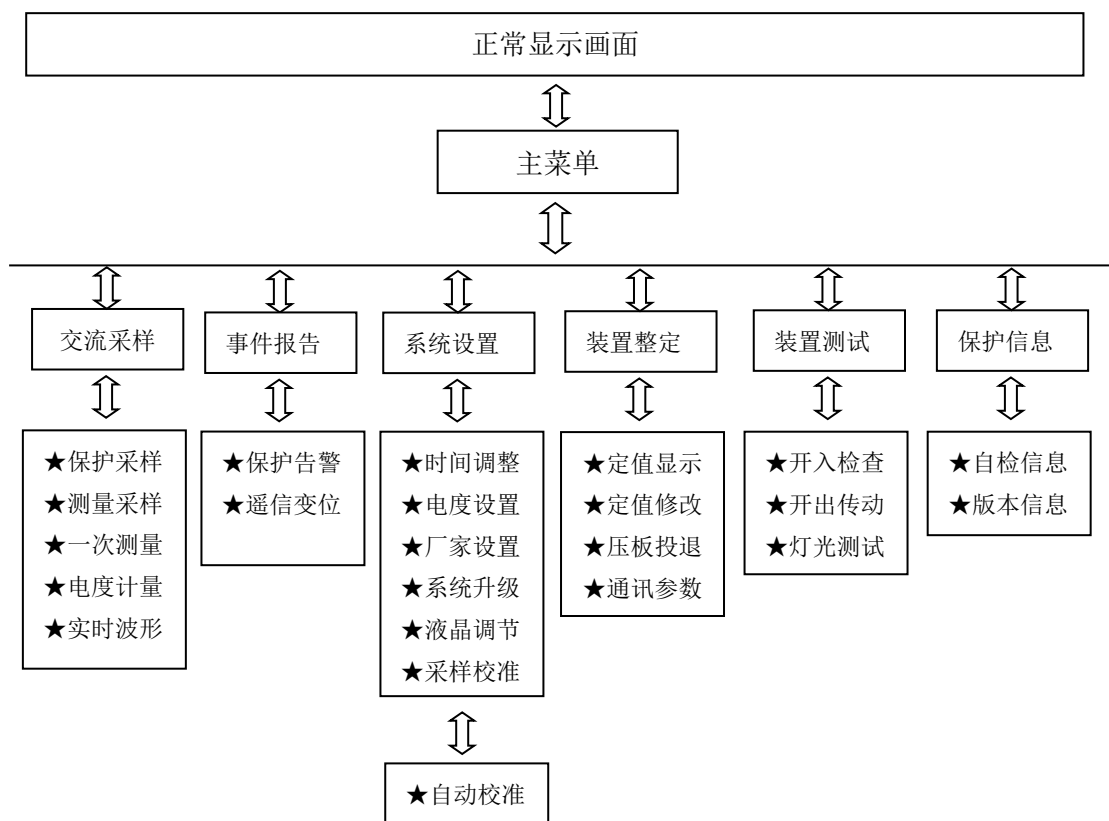 正常显示画面
主菜单
交流采样
事件报告
系统设置
装置整定
装置测试
保护信息
★保护采样
★测量采样
★一次测量
★电度计量
★实时波形
★保护告警
★遥信变位
★时间调整
★电度设置
★厂家设置
★系统升级
★液晶调节
★采样校准
★定值显示
★定值修改
★压板投退
★通讯参数
★开入检查
★开出传动
★灯光测试
★自检信息
★版本信息
★自动校准